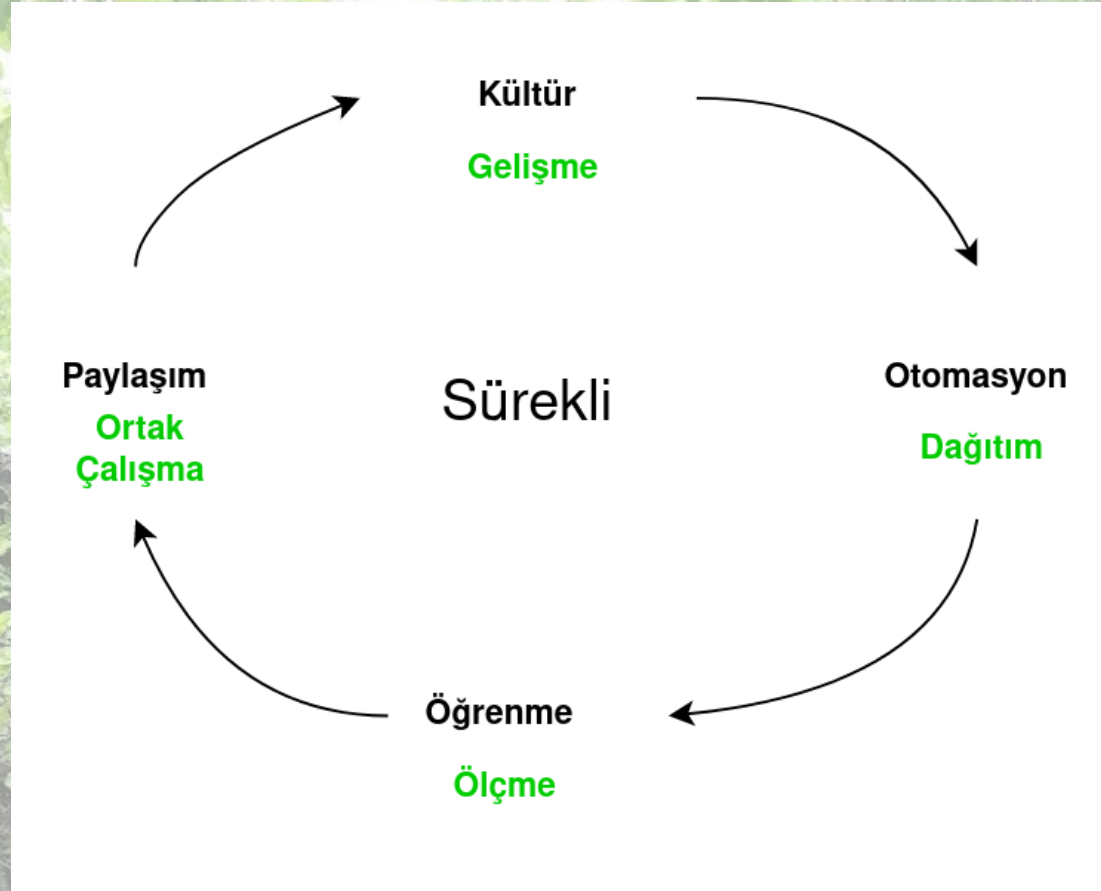 Kültür
Gelişme
Paylaşım
Ortak
Çalışma
Sürekli
Otomasyon
Dağıtım
Öğrenme
Ölçme